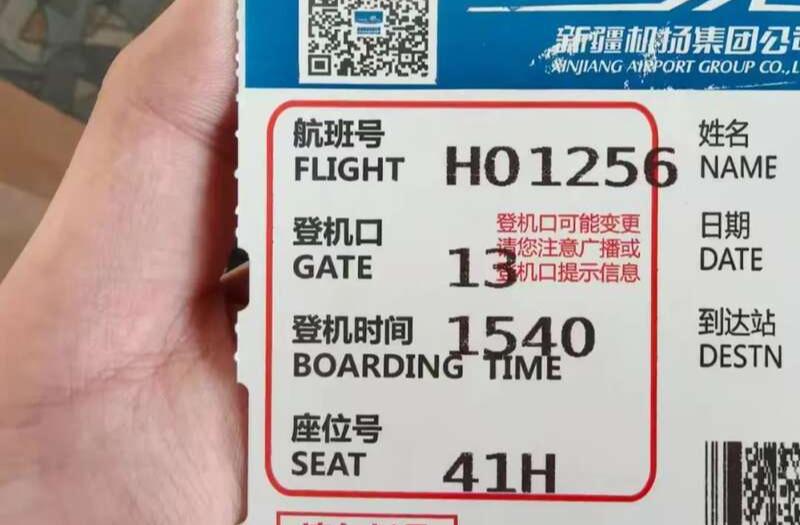 新疆机场集团公司
XINJIANG AIRPORT GROUP CO.,L
航班号
FLIGHT HO1256
登机口
GATE 13
登机口可能变更
请您注意广播或
登机口提示信息
登机时间 1540
BOARDING TIME
座位号
SEAT 41H
姓名
NAME
日期
DATE
到达站
DESTN